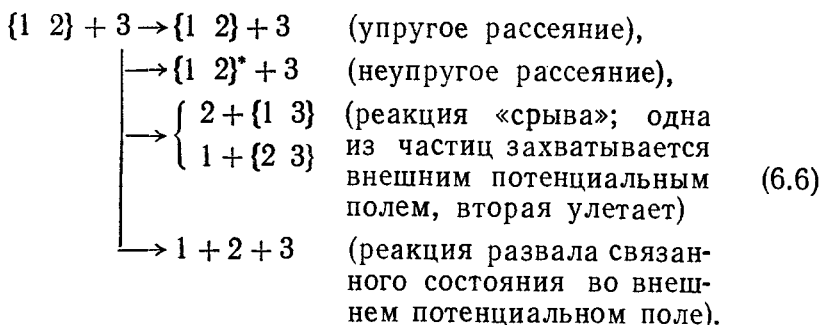 {1 2} + 3 → {1 2} + 3 (упругое рассеяние),
→ {1 2}* + 3 (неупругое рассеяние),
→ { 2 + {1 3} (реакция «срыва»; одна
1 + {2 3} из частиц захватывается
внешним потенциальным (6.6)
полем, вторая улетает)
→ 1 + 2 + 3 (реакция развала связан-
ного состояния во внеш-
нем потенциальном поле).